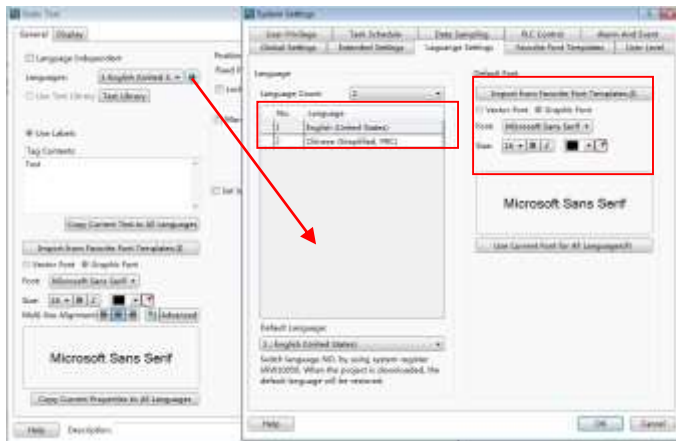 Static Text
General Display
Language Independent
Languages: 1 English (United S
Use Text Library Text Library
Use Labels
Tag Contents
Text
Copy Current Text to All Languages
Import from Favorite Font Templates
Vector Font Graphic Font
Font Microsoft Sans Serif
Size 16 B I
Multi-line Alignment Advanced
Microsoft Sans Serif
Copy Current Properties to All Languages
Help Description:
System Settings
User Privilege Task Schedule Data Sampling PLC Control Alarm And Event
Global Settings Extended Settings Language Settings Favorite Font Templates User Level
Language
Language Count: 2
No. Language
1 English (United States)
2 Chinese (Simplified, PRC)
Default Language:
1 : English (United States)
Switch language NO. by using system register
When the project is downloaded, the
default language will be restored.
Default Font
Import from Favorite Font Templates
Vector Font Graphic Font
Font Microsoft Sans Serif
Size 16 B I
Microsoft Sans Serif
Use Current Font for All Languages
Help OK Cancel